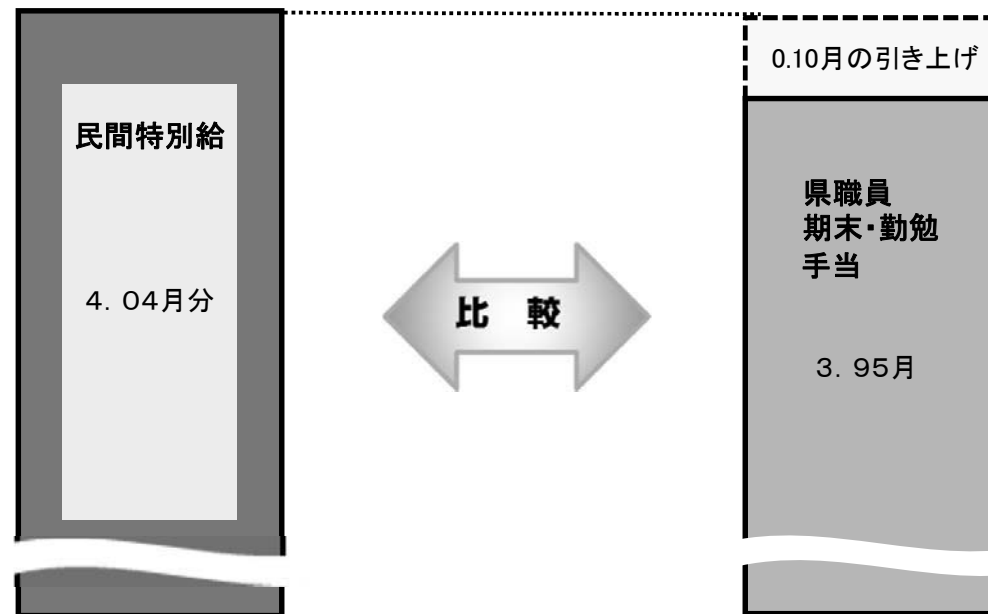 民間特別給
4．04月分
比　較
0.10月の引き上げ
県職員
期末・勤勉
手当
3．95月